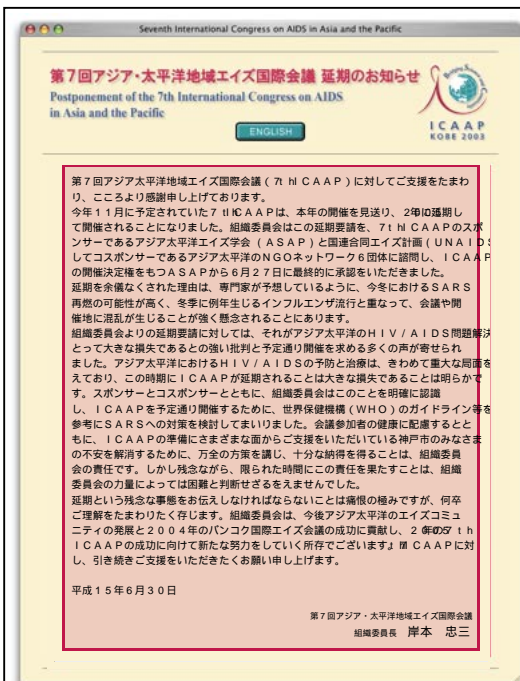 Seventh International Congress on AIDS in Asia and the Pacific
第7回アジア・太平洋地域エイズ国際会議 延期のお知らせ
Postponement of the 7th International Congress on AIDS
in Asia and the Pacific
ENGLISH
ICAAP
KOBE 2003
第7回アジア太平洋地域エイズ国際会議(7th ICAAP)に対してご支援をたまわ
り、こころより感謝申し上げております。
今年11月に予定されていた7th ICAAPは、本年の開催を見送り、2年に延期し
て開催されることになりました。組織委員会はこの延期要請を、7th ICAAPのスポ
ンサーであるアジア太平洋エイズ学会(ASAP)と国連合同エイズ計画(UNAIDS
してコスポンサーであるアジア太平洋のNGOネットワーク6団体に諮問し、ICAAP
の開催決定権をもつASAPから6月27日に最終的に承認をいただきました。
延期を余儀なくされた理由は、専門家が予想しているように、今冬におけるSARS
再燃の可能性が高く、冬季に例年生じるインフルエンザ流行と重なって、会議や開
催地に混乱が生じることが強く懸念されることにあります。
組織委員会よりの延期要請に対しては、それがアジア太平洋のHIV/AIDS問題解決
とって大きな損失であるとの強い批判と予定通り開催を求める多くの声が寄せられ
ました。アジア太平洋におけるHIV/AIDSの予防と治療は、きわめて重大な局面を
えており、この時期にICAAPが延期されることは大きな損失であることは明らかで
す。スポンサーとコスポンサーとともに、組織委員会はこのことを明確に認識
し、ICAAPを予定通り開催するために、世界保健機構(WHO)のガイドライン等を
参考にSARSへの対策を検討してまいりました。会議参加者の健康に配慮するとと
もに、ICAAPの準備にさまざまな面からご支援をいただいている神戸市のみなさま
の不安を解消するために、万全の方策を講じ、十分な納得を得ることは、組織委員
会の責任です。しかし残念ながら、限られた時間にこの責任を果たすことは、組織
委員会の力量によっては困難と判断せざるをえませんでした。
延期という残念な事態をお伝えしなければならないことは痛恨の極みですが、何卒
ご理解をたまわりたく存じます。組織委員会は、今後アジア太平洋のエイズコミュ
ニティの発展と2004年のバンコク国際エイズ会議の成功に貢献し、2 7th
ICAAPの成功に向けて新たな努力をしていく所存でございます。 ICAAPに対
し、引き続きご支援をいただきたくお願い申し上げます。
平成15年6月30日
第7回アジア・太平洋地域エイズ国際会議
組織委員長 岸本 忠三